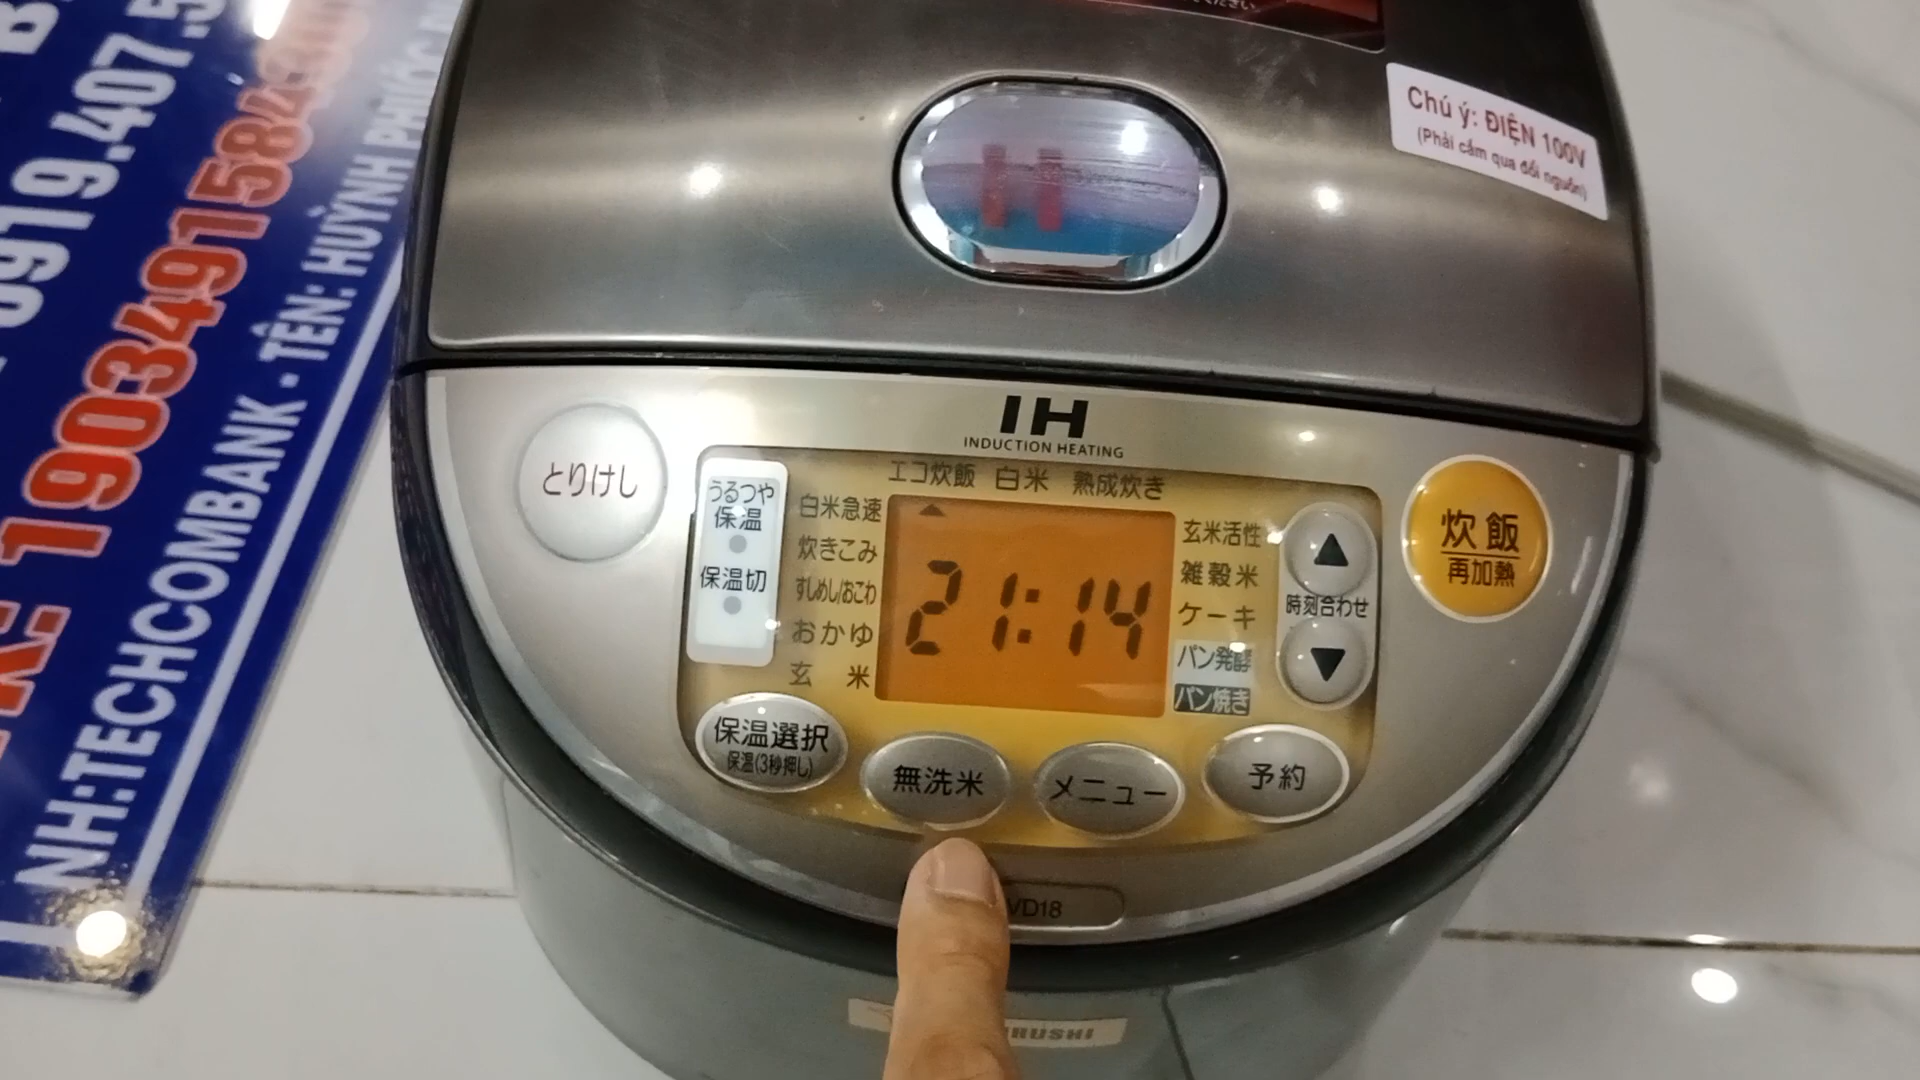 0919.407.5
19034915843
NH:TECHCOMBANK - TÊN: HUỲNH PHƯỚC
Chú ý: ĐIỆN 100V
(Phải cắm qua đổi nguồn)
IH
INDUCTION HEATING
とりけし
うるつや
保温
保温切
エコ炊飯 白米 熟成炊き
白米急速
炊きこみ
すしめし/おこわ
おかゆ
玄米
21:14
玄米活性
雑穀米
ケーキ
パン発酵
パン焼き
時刻合わせ
炊飯
再加熱
保温選択
保温(3秒押し)
無洗米
メニュー
予約
VD18